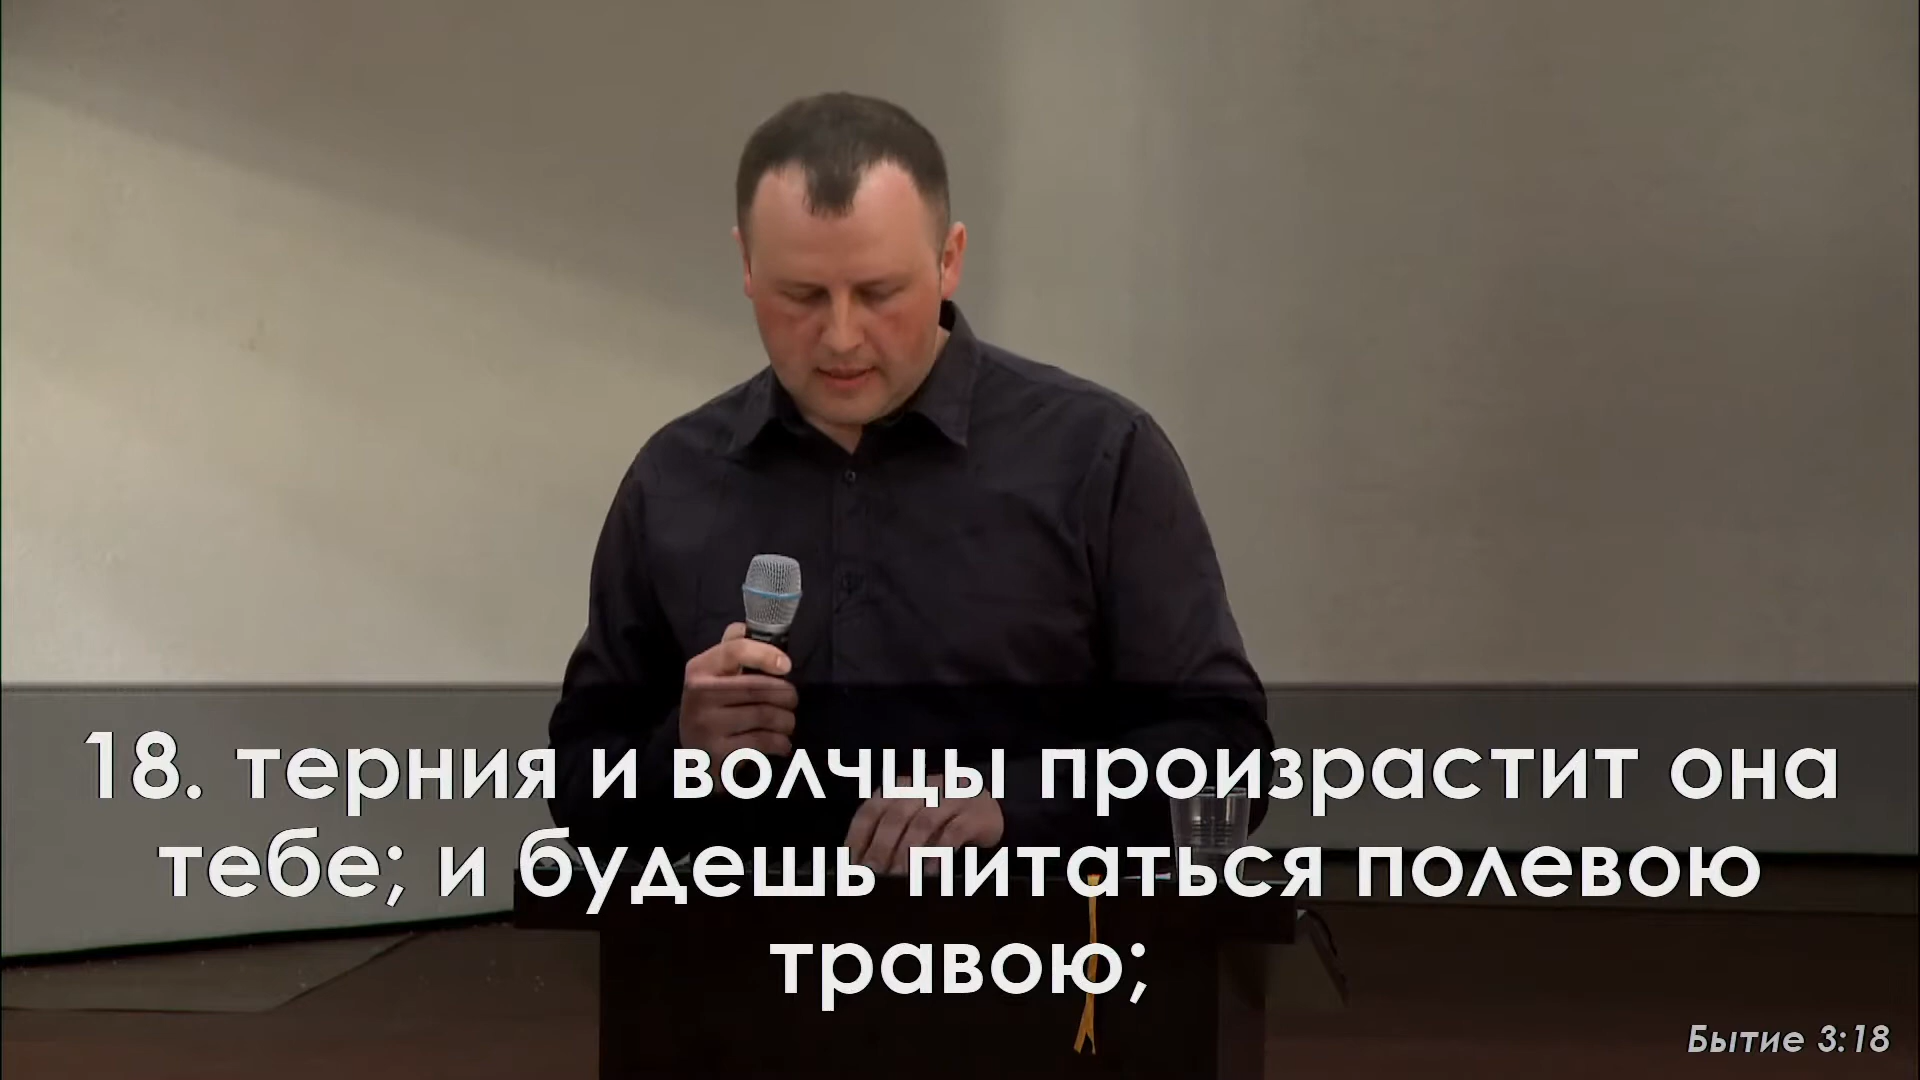 18. терния и волчцы произрастит она
тебе; и будешь питаться полевою
травою;
Бытие 3:18